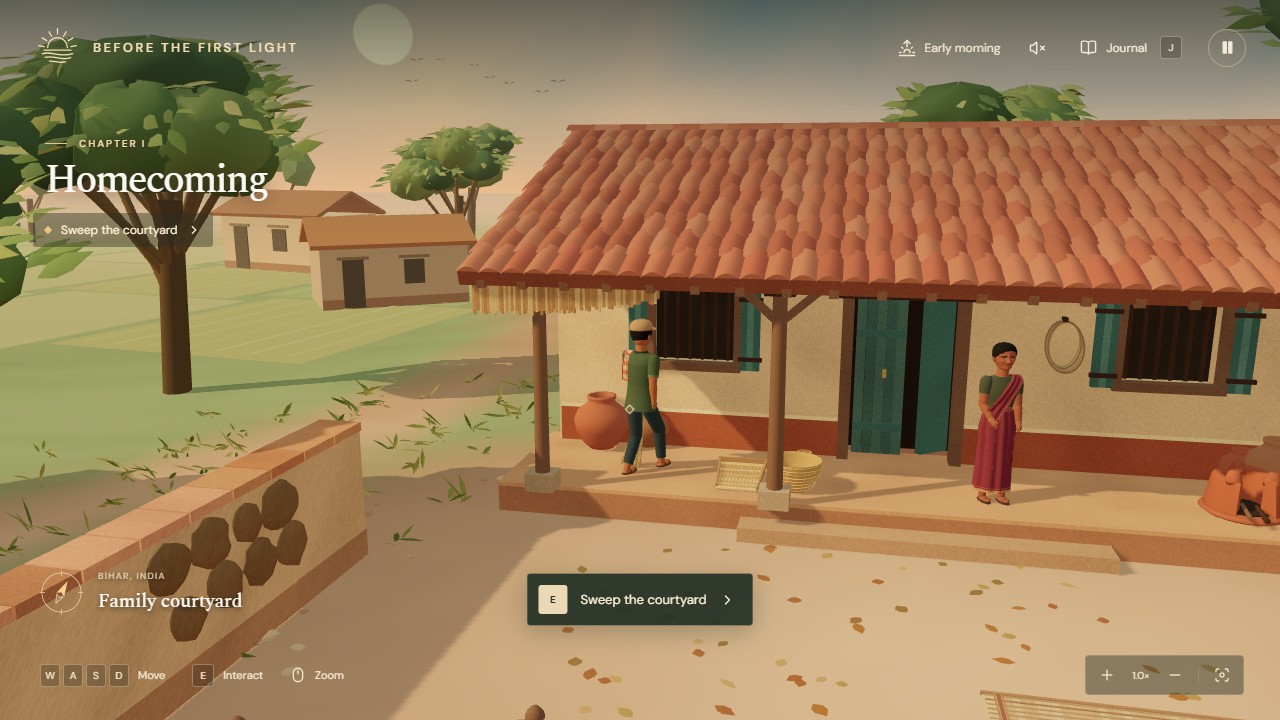 BEFORE THE FIRST LIGHT
Early morning
Journal J
CHAPTER I
Homecoming
Sweep the courtyard
E Sweep the courtyard
BIHAR, INDIA
Family courtyard
W A S D Move E Interact Zoom
1.0×